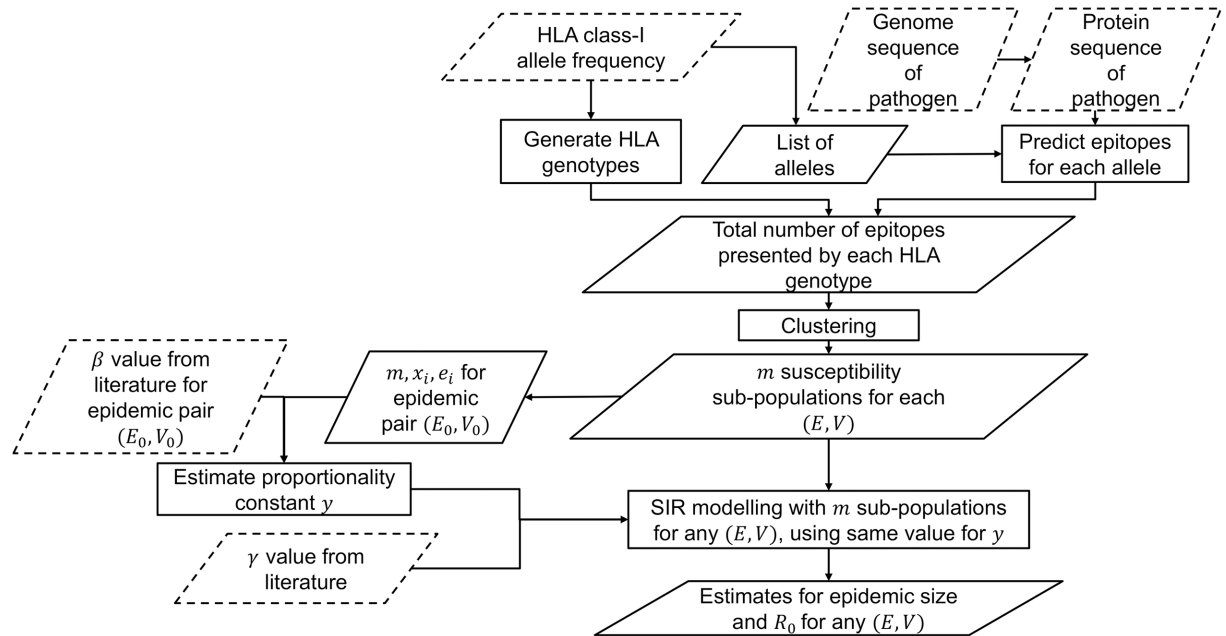 HLA class-I
allele frequency
Genome
sequence
of
pathogen
Protein
sequence
of
pathogen
Generate HLA
genotypes
List of
alleles
Predict epitopes
for each allele
Total number of epitopes
presented by each HLA
genotype
Clustering
β value from
literature for
epidemic pair
(E₀, V₀)
m, xᵢ, eᵢ for
epidemic
pair (E₀, V₀)
m susceptibility
sub-populations for each
(E, V)
Estimate proportionality
constant y
SIR modelling with m sub-populations
for any (E, V), using same value for y
γ value from
literature
Estimates for epidemic size
and R₀ for any (E, V)